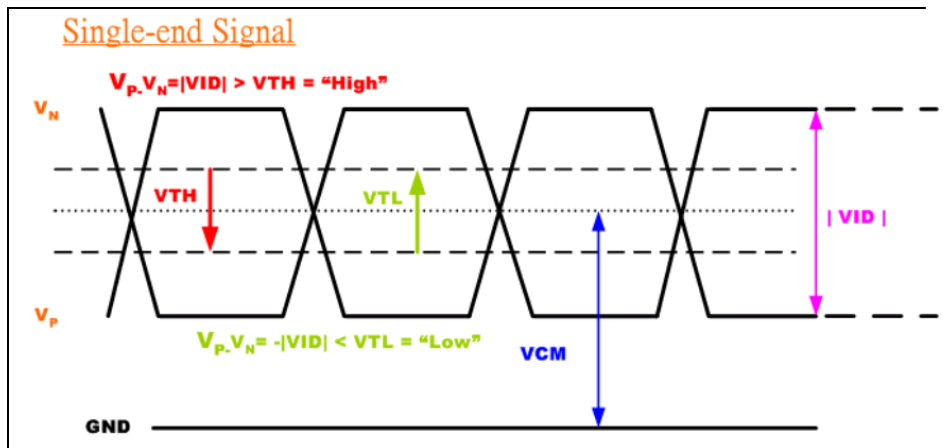 Single-end Signal
VP-VN=|VID| > VTH = “High”
VN
VTH
VTL
| VID |
VP
VP-VN= -|VID| < VTL = “Low”
VCM
GND